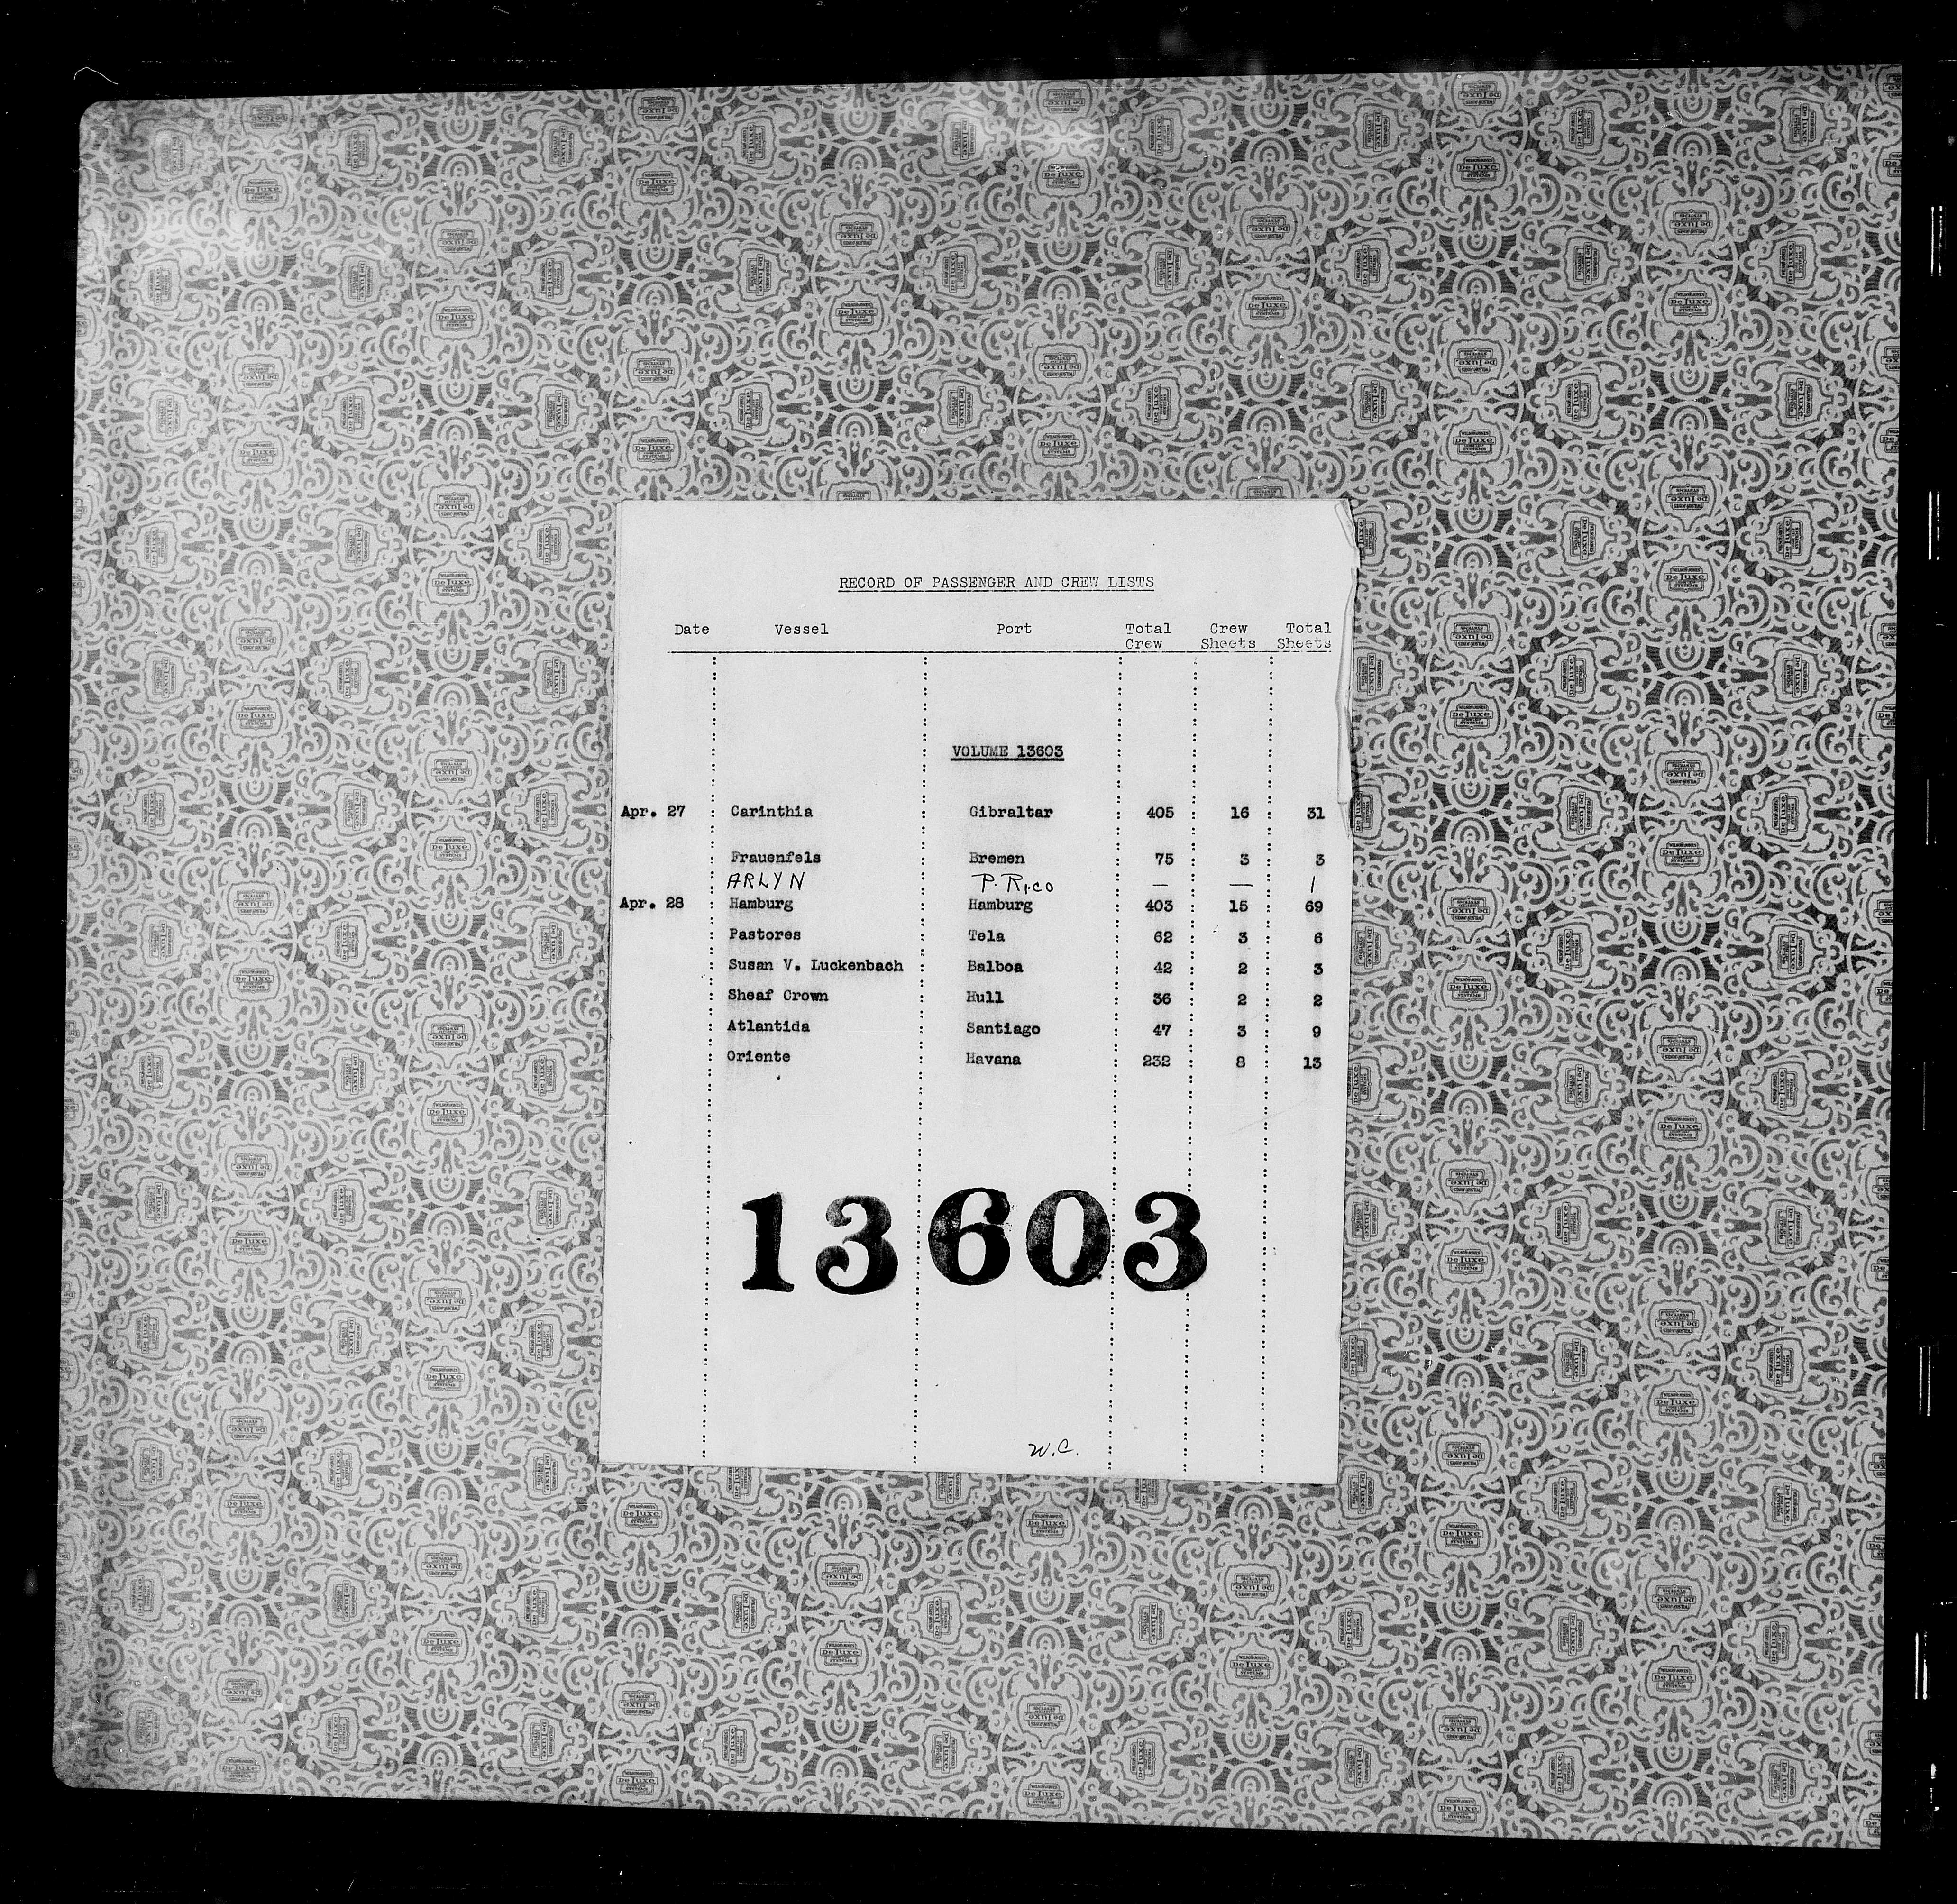 RECORD OF PASSENGER AND CREW LISTS
Date Vessel Port Total Crew Crew Sheets Total Sheets
VOLUME 13603
Apr. 27 Carinthia Gibraltar 405 16 31
Frauenfels Bremen 75 3 3
ARLYN P. Rico — — 1
Apr. 28 Hamburg Hamburg 403 15 69
Pastores Tela 62 3 6
Susan V. Luckenbach Balboa 42 2 3
Sheaf Crown Hull 36 2 2
Atlantida Santiago 47 3 9
Oriente Havana 232 8 13
13603
W.C.
De Luxe